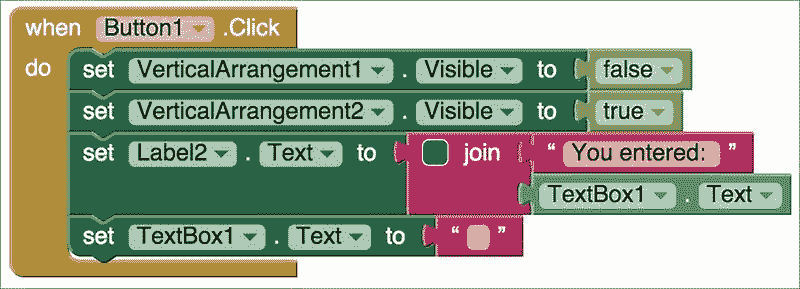 when Button1 .Click
do set VerticalArrangement1 . Visible to false
set VerticalArrangement2 . Visible to true
set Label2 . Text to join “ You entered: ”
TextBox1 . Text
set TextBox1 . Text to “ ”